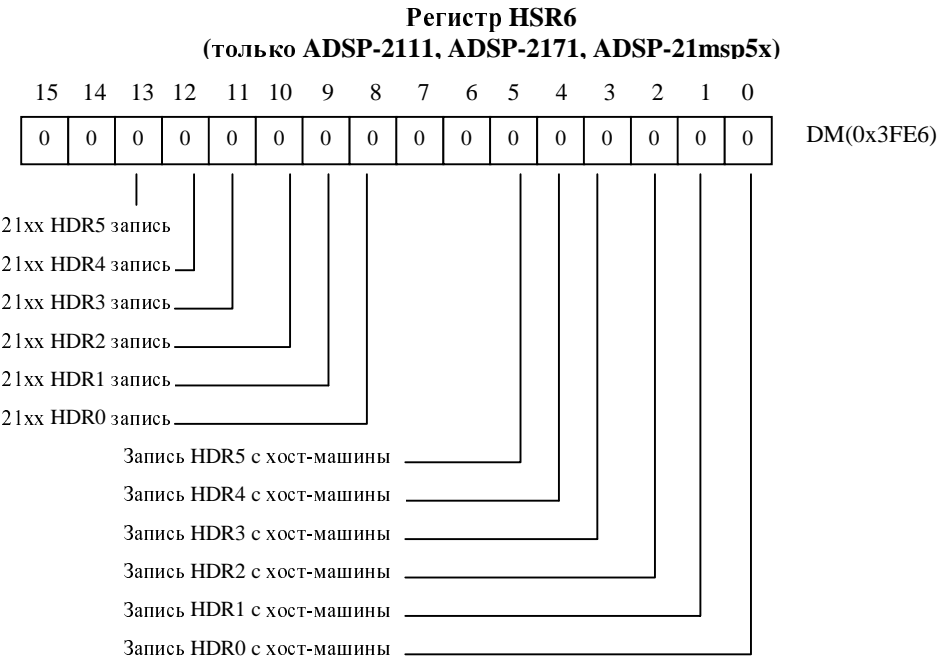 Регистр HSR6
(только ADSP-2111, ADSP-2171, ADSP-21msp5x)
15 14 13 12 11 10 9 8 7 6 5 4 3 2 1 0
0 0 0 0 0 0 0 0 0 0 0 0 0 0 0 0 DM(0x3FE6)
21xx HDR5 запись
21xx HDR4 запись
21xx HDR3 запись
21xx HDR2 запись
21xx HDR1 запись
21xx HDR0 запись
Запись HDR5 с хост-машины
Запись HDR4 с хост-машины
Запись HDR3 с хост-машины
Запись HDR2 с хост-машины
Запись HDR1 с хост-машины
Запись HDR0 с хост-машины